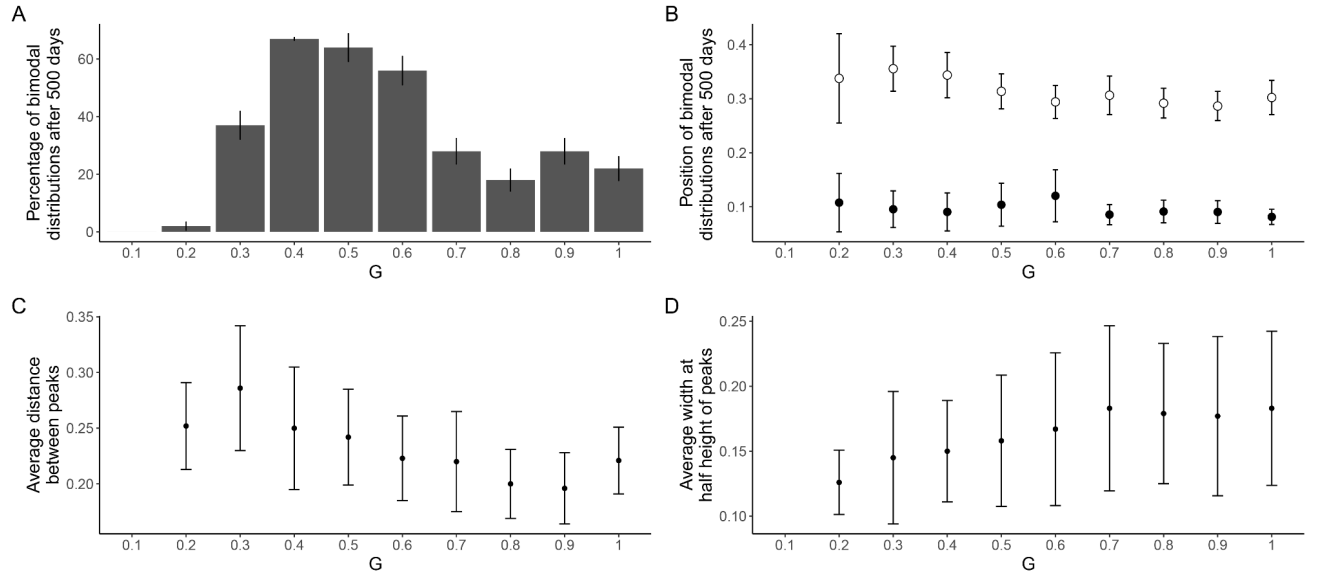 A
Percentage of bimodal
distributions after 500 days
60
40
20
0
0.1 0.2 0.3 0.4 0.5 0.6 0.7 0.8 0.9 1
G
B
Position of bimodal
distributions after 500 days
0.4
0.3
0.2
0.1
0.1 0.2 0.3 0.4 0.5 0.6 0.7 0.8 0.9 1
G
C
Average distance
between peaks
0.35
0.30
0.25
0.20
0.1 0.2 0.3 0.4 0.5 0.6 0.7 0.8 0.9 1
G
D
Average width at
half height of peaks
0.25
0.20
0.15
0.10
0.1 0.2 0.3 0.4 0.5 0.6 0.7 0.8 0.9 1
G